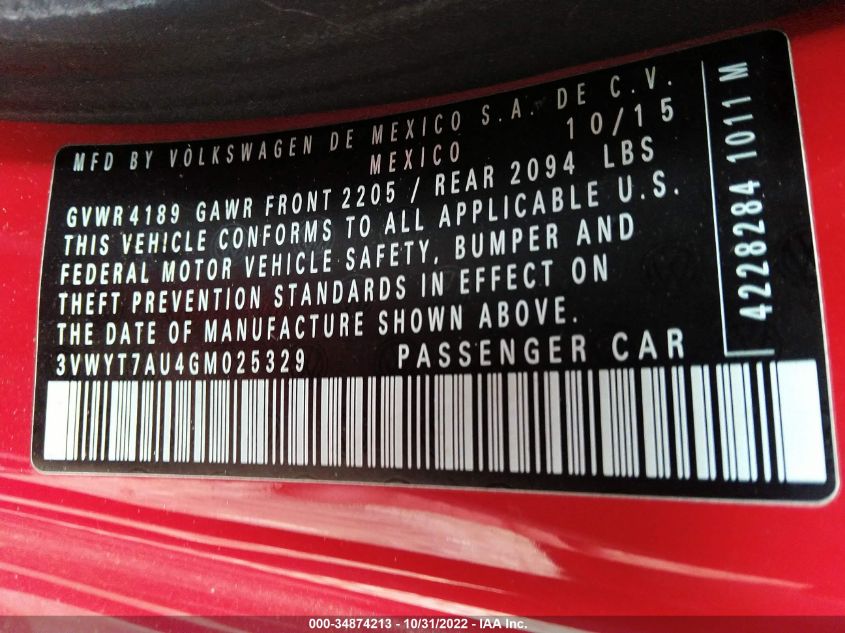 MFD BY VOLKSWAGEN DE MEXICO S.A. DE C.V.
MEXICO 10/15
GVWR 4189 GAWR FRONT 2205 / REAR 2094 LBS
THIS VEHICLE CONFORMS TO ALL APPLICABLE U.S.
FEDERAL MOTOR VEHICLE SAFETY, BUMPER AND
THEFT PREVENTION STANDARDS IN EFFECT ON
THE DATE OF MANUFACTURE SHOWN ABOVE.
3VWYT7AU4GM025329 PASSENGER CAR
4228284 1011 M
000-34874213 - 10/31/2022 - IAA Inc.